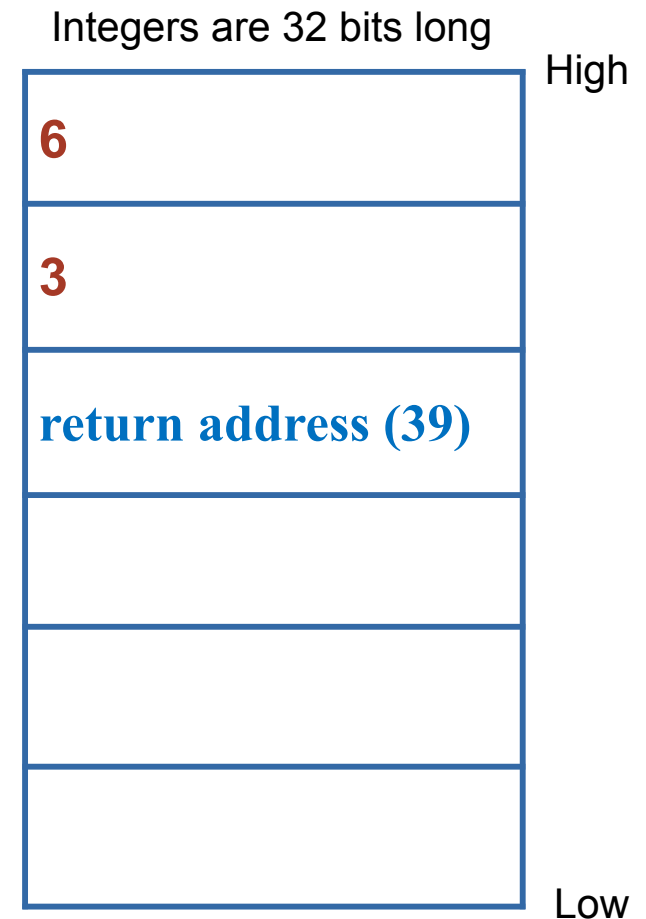 Integers are 32 bits long
High
6
3
return address (39)
Low